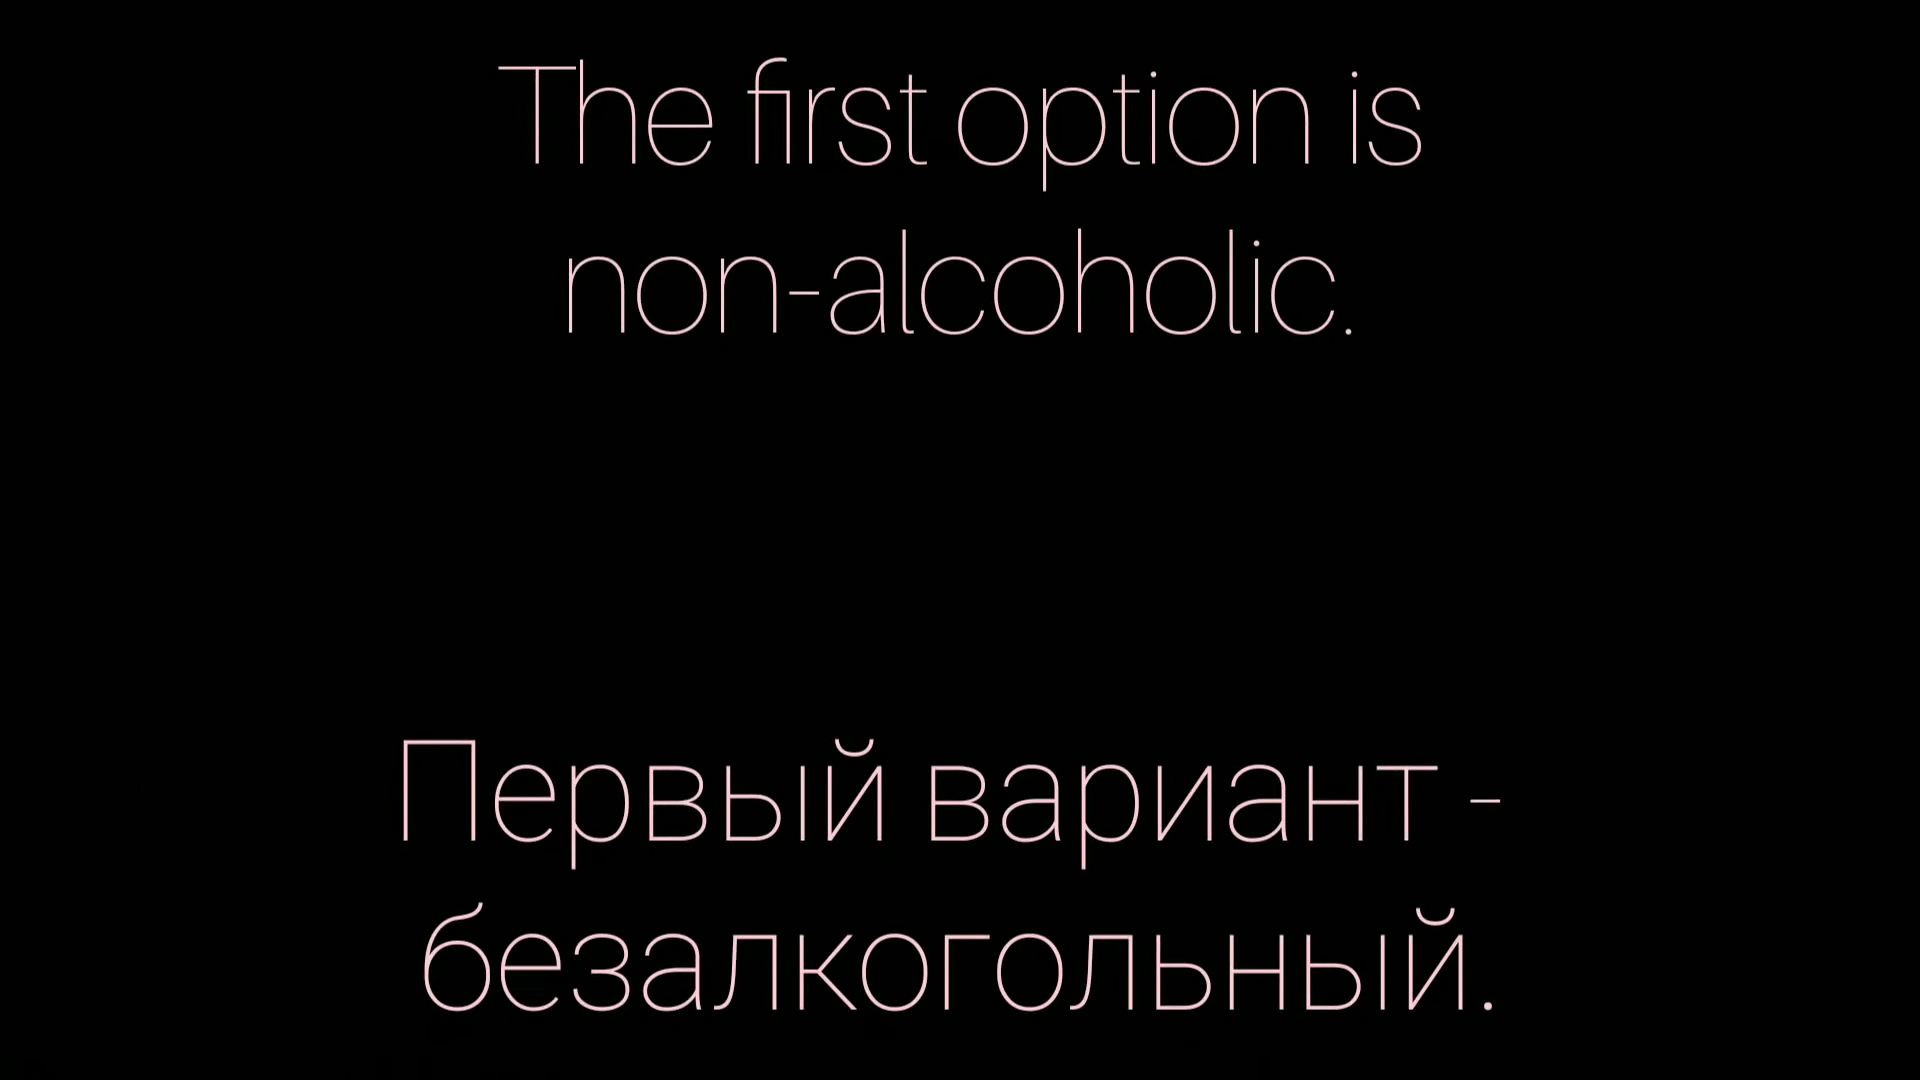 The first option is
non-alcoholic.
Первый вариант -
безалкогольный.